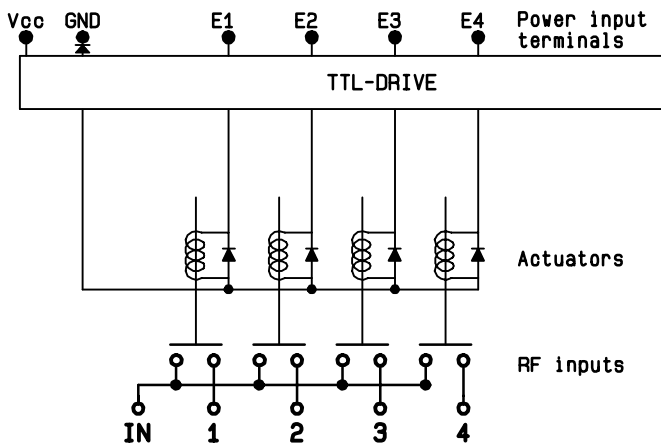 Vcc GND E1 E2 E3 E4 Power input
terminals
TTL-DRIVE
Actuators
RF inputs
IN 1 2 3 4